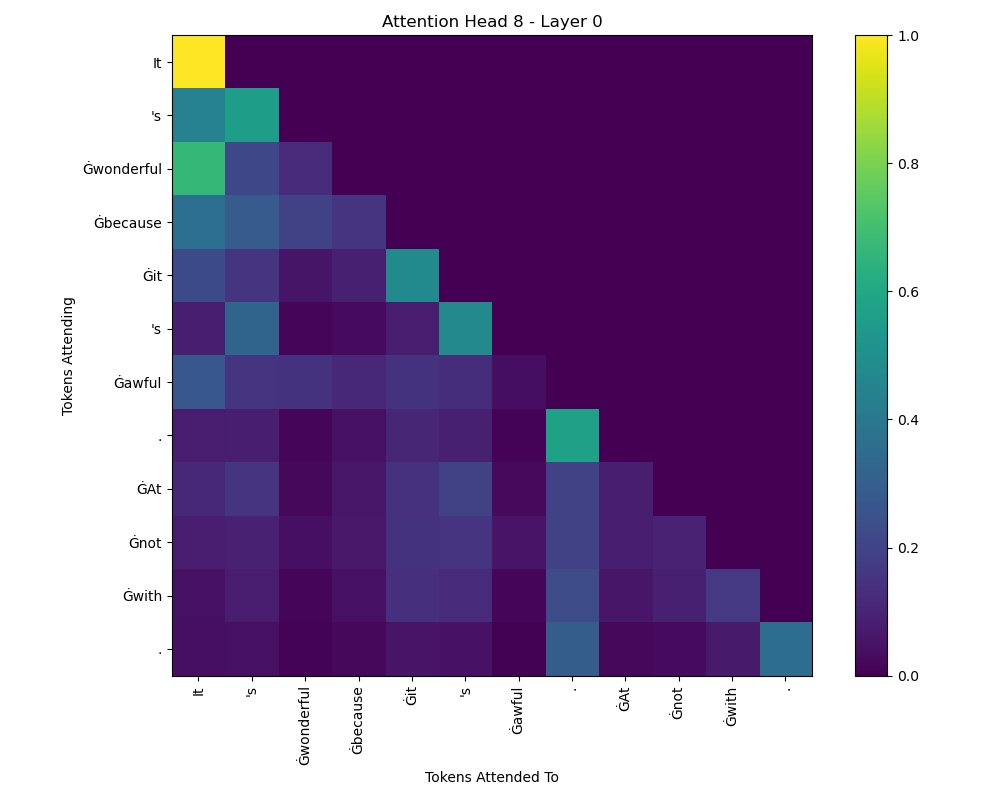 Attention Head 8 - Layer 0
It
's
Ġwonderful
Ġbecause
Ġit
's
Ġawful
.
ĠAt
Ġnot
Ġwith
.
Tokens Attending
It
's
Ġwonderful
Ġbecause
Ġit
's
Ġawful
.
ĠAt
Ġnot
Ġwith
.
Tokens Attended To
1.0
0.8
0.6
0.4
0.2
0.0